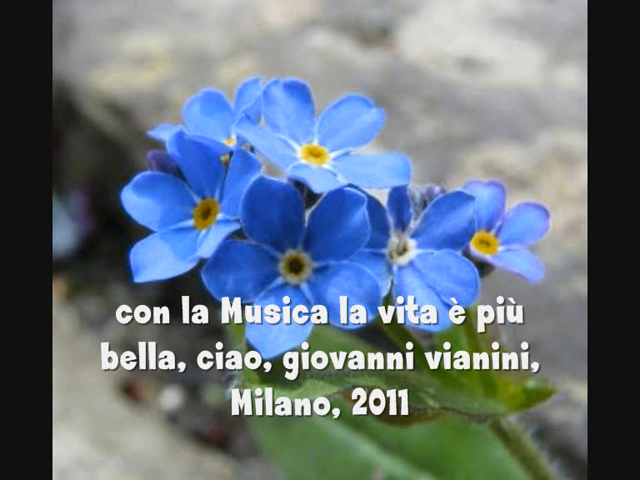 con la Musica la vita è più
bella, ciao, giovanni vianini,
Milano, 2011